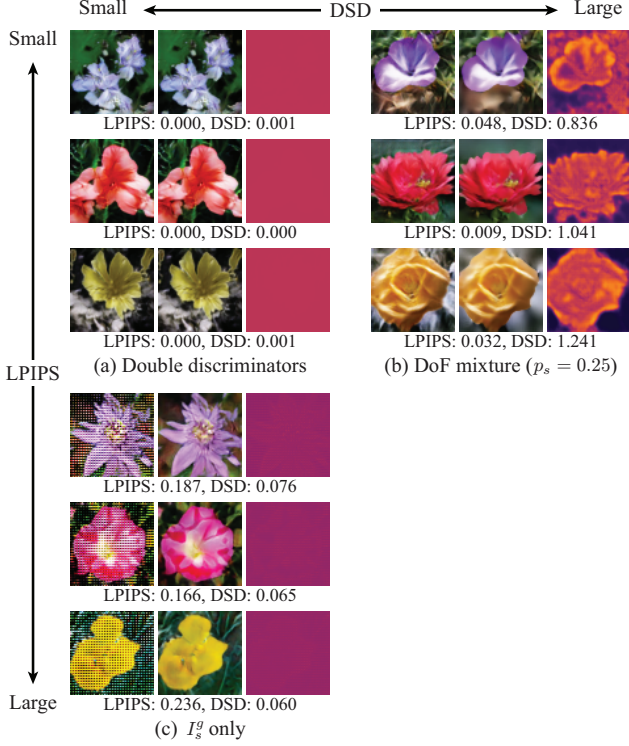 Small DSD Large
Small
LPIPS: 0.000, DSD: 0.001
LPIPS: 0.048, DSD: 0.836
LPIPS: 0.000, DSD: 0.000
LPIPS: 0.009, DSD: 1.041
LPIPS: 0.000, DSD: 0.001
LPIPS: 0.032, DSD: 1.241
(a) Double discriminators
(b) DoF mixture (p_s = 0.25)
LPIPS
LPIPS: 0.187, DSD: 0.076
LPIPS: 0.166, DSD: 0.065
LPIPS: 0.236, DSD: 0.060
Large
(c) I_s^g only